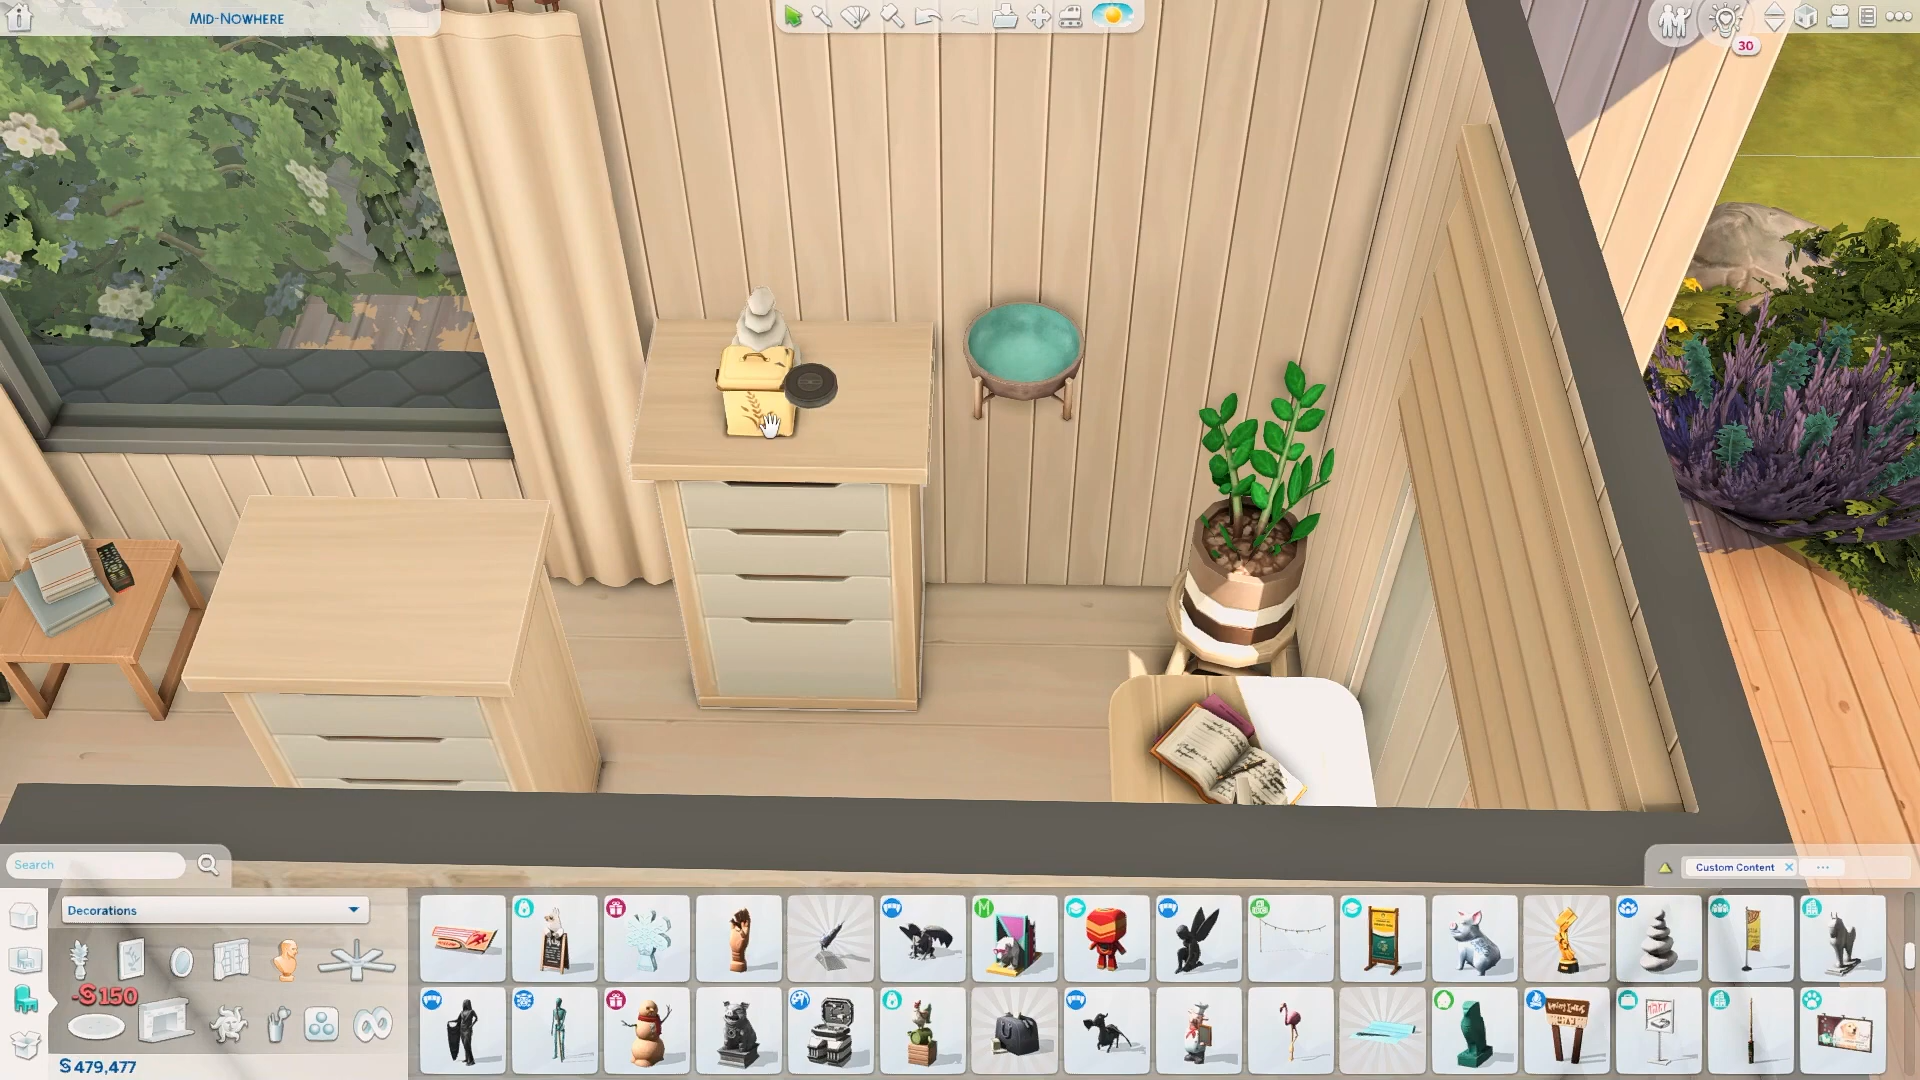 Mid-Nowhere
30
Search
Custom Content
...
Decorations
-§150
§479,477